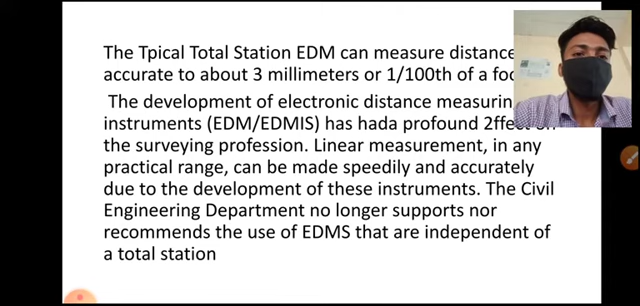 The Tpical Total Station EDM can measure distance
accurate to about 3 millimeters or 1/100th of a foo
The development of electronic distance measurin
instruments (EDM/EDMIS) has hada profound 2ffect on
the surveying profession. Linear measurement, in any
practical range, can be made speedily and accurately
due to the development of these instruments. The Civil
Engineering Department no longer supports nor
recommends the use of EDMS that are independent of
a total station